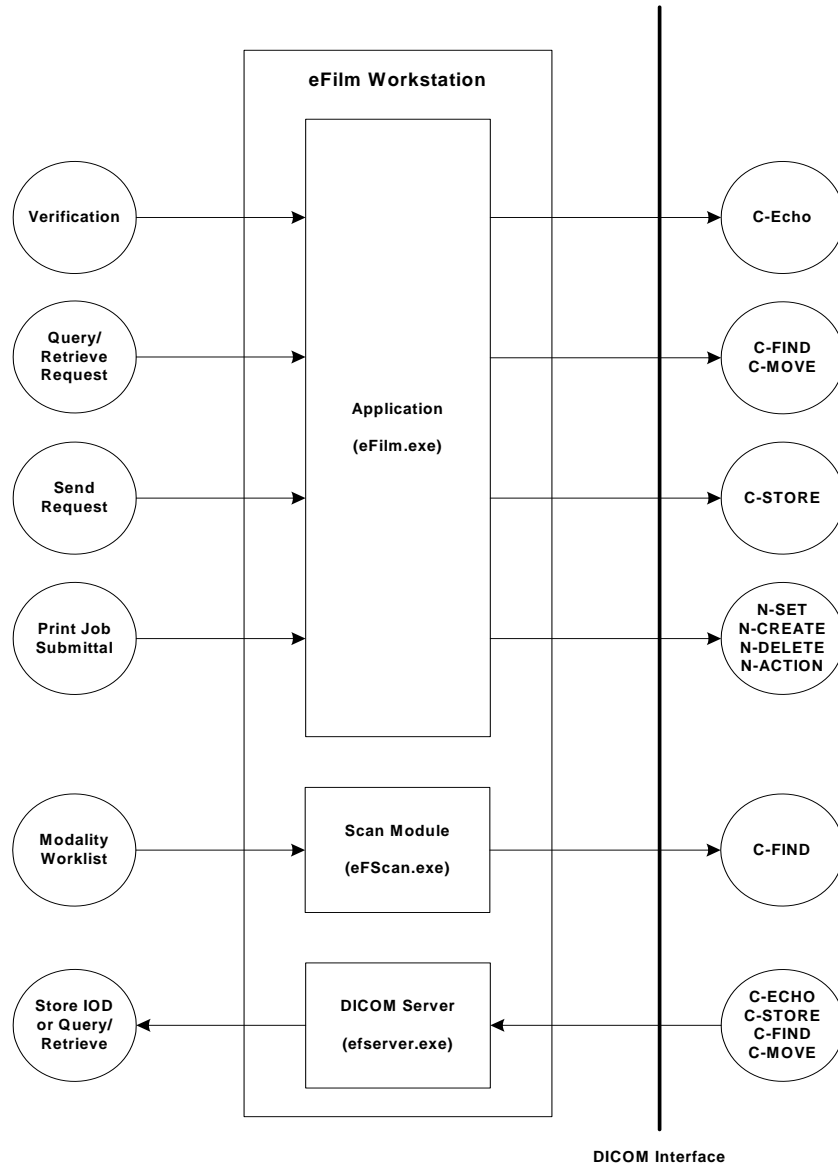 eFilm Workstation
Verification
C-Echo
Query/
Retrieve
Request
C-FIND
C-MOVE
Application
(eFilm.exe)
Send
Request
C-STORE
Print Job
Submittal
N-SET
N-CREATE
N-DELETE
N-ACTION
Modality
Worklist
Scan Module
(eFScan.exe)
C-FIND
Store IOD
or Query/
Retrieve
DICOM Server
(efserver.exe)
C-ECHO
C-STORE
C-FIND
C-MOVE
DICOM Interface